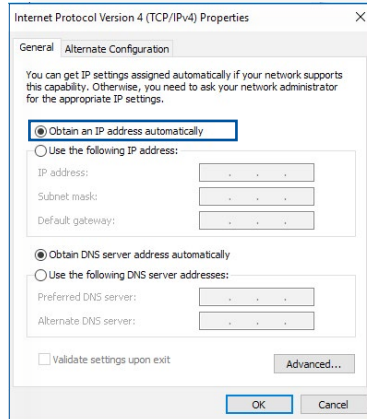 Internet Protocol Version 4 (TCP/IPv4) Properties
General
Alternate Configuration
You can get IP settings assigned automatically if your network supports
this capability. Otherwise, you need to ask your network administrator
for the appropriate IP settings.
Obtain an IP address automatically
Use the following IP address:
IP address:
Subnet mask:
Default gateway:
Obtain DNS server address automatically
Use the following DNS server addresses:
Preferred DNS server:
Alternate DNS server:
Validate settings upon exit
Advanced...
OK
Cancel